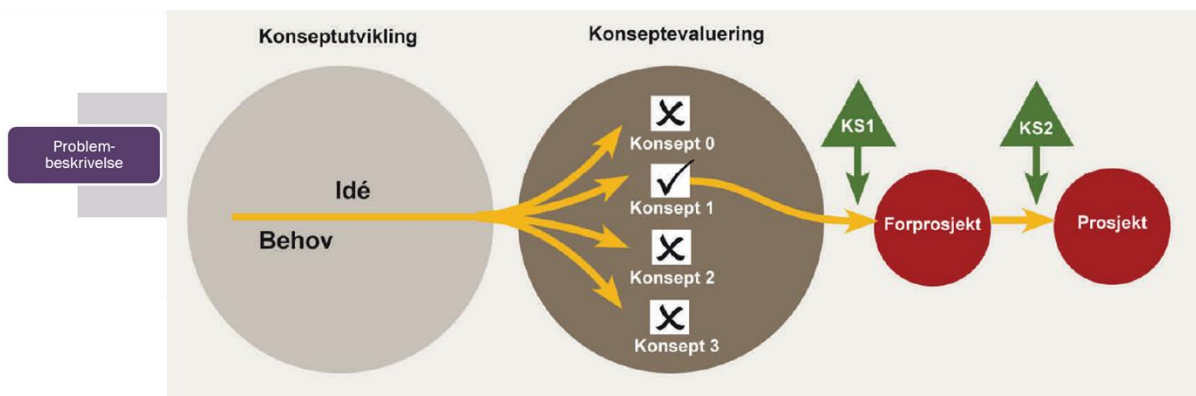 Konseptutvikling
Konseptevaluering
Problem-
beskrivelse
Idé
Behov
Konsept 0
Konsept 1
Konsept 2
Konsept 3
KS1
KS2
Forprosjekt
Prosjekt